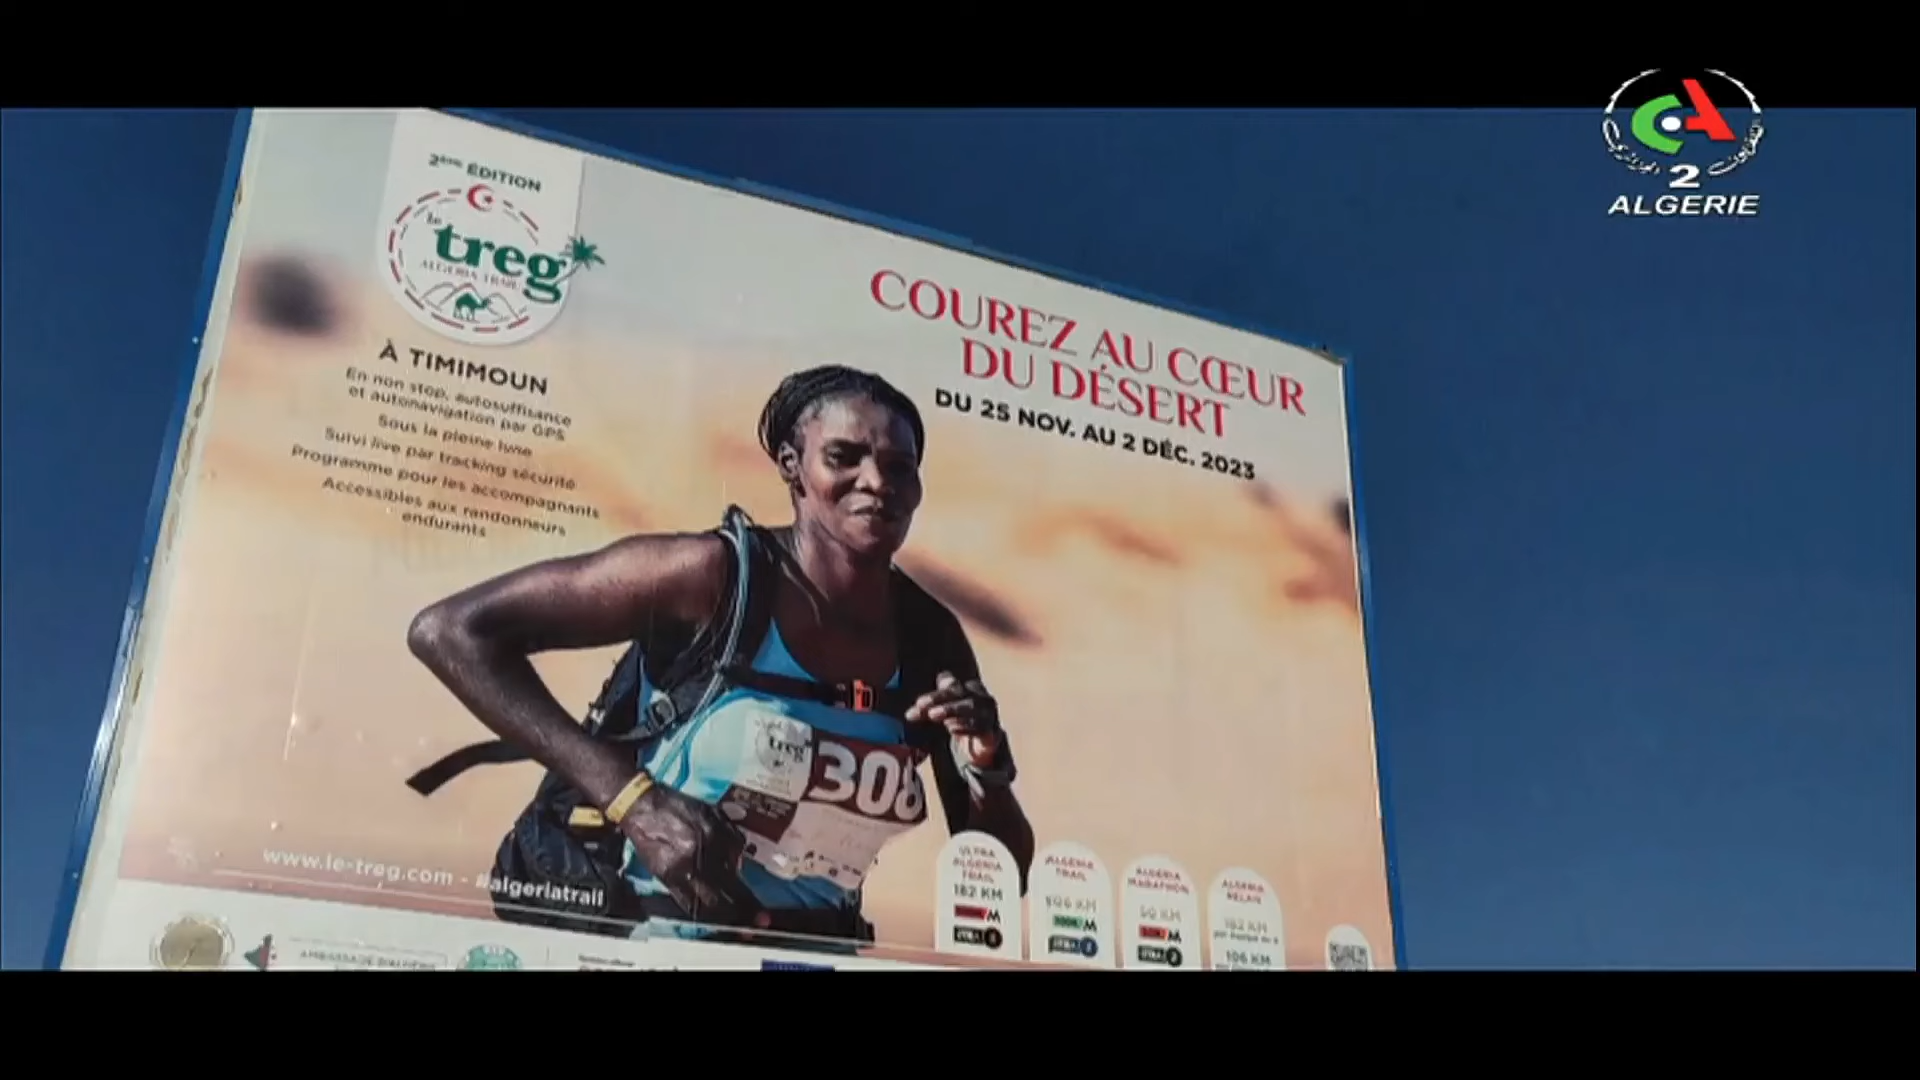 2ème ÉDITION
le
treg
ALGERIA TRAIL
À TIMIMOUN
En non stop, autosuffisance
et autonavigation par GPS
Sous la pleine lune
Suivi live par tracking sécurité
Programme pour les accompagnants
Accessibles aux randonneurs
endurants
COUREZ AU CŒUR
DU DÉSERT
DU 25 NOV. AU 2 DÉC. 2023
treg
308
www.le-treg.com - #algeriatrail
ULTRA
ALGERIA
TRAIL
182 KM
ALGERIA
TRAIL
106 KM
ALGERIA
MARATHON
50 KM
ALGERIA
RELAIS
182 KM
106 KM
2
ALGERIE